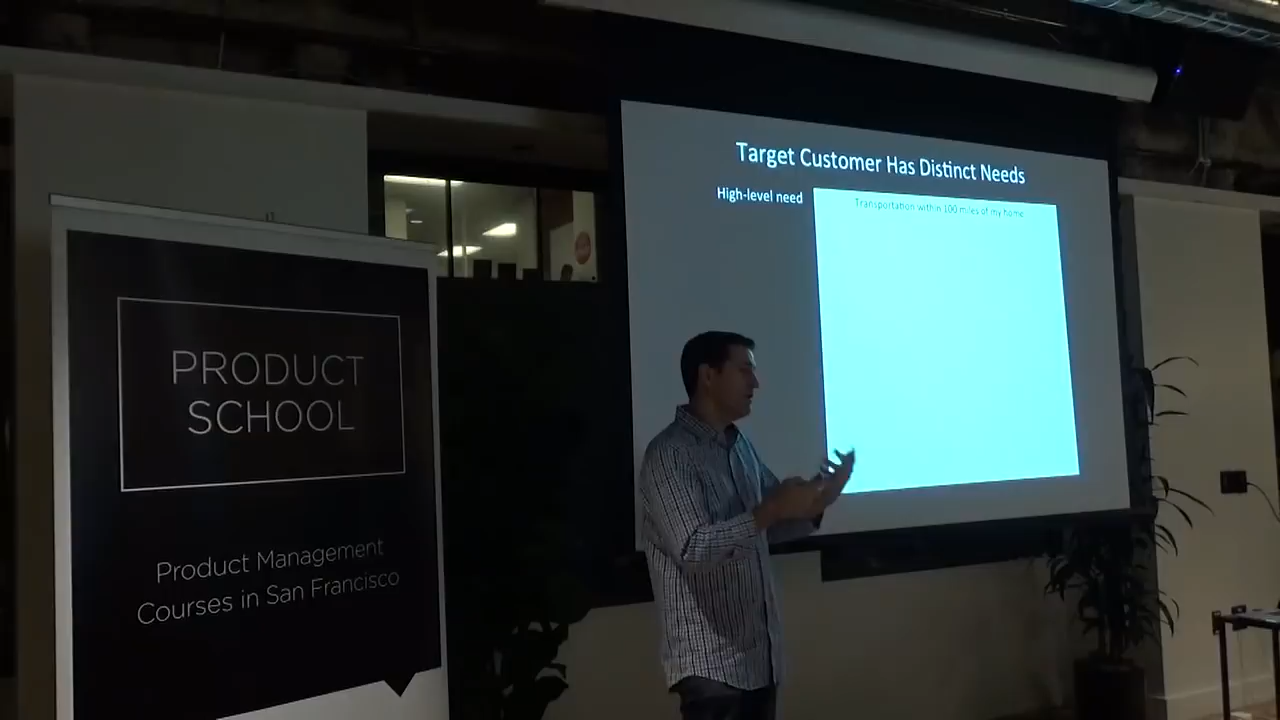 PRODUCT
SCHOOL
Product Management
Courses in San Francisco
Target Customer Has Distinct Needs
High-level need
Transportation within 100 miles of my home